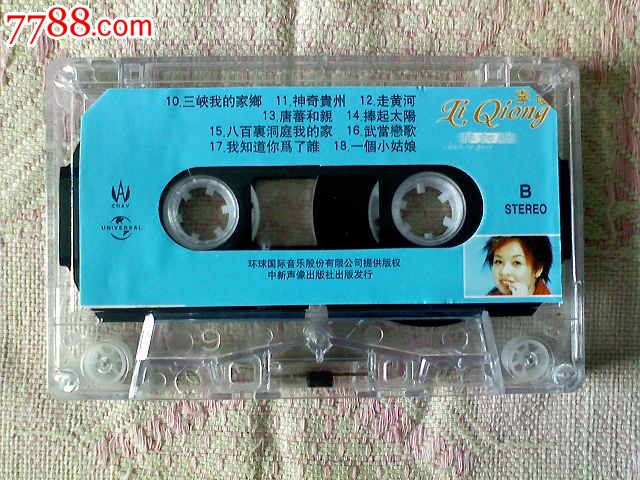 7788.com
10.三峽我的家鄉 11.神奇貴州 12.走黄河
13.唐蕃和親 14.捧起太陽
15.八百裏洞庭我的家 16.武當戀歌
17.我知道你爲了誰 18.一個小姑娘
Li Qiong
CHAV
UNIVERSAL
B
STEREO
环球国际音乐股份有限公司提供版权
中新声像出版社出版发行